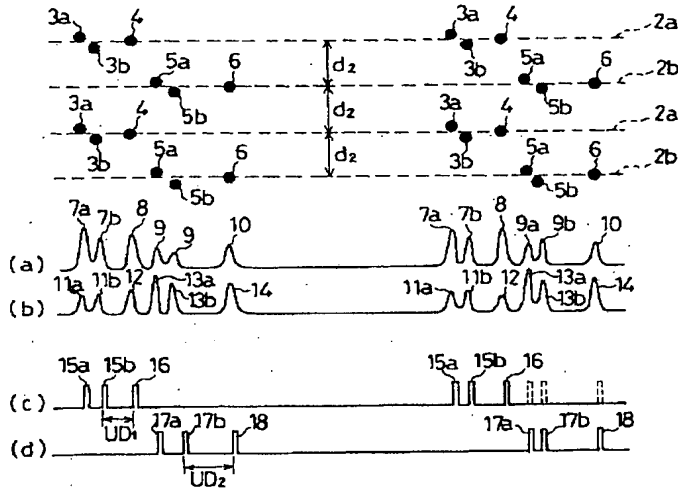 3a 4 3a 4 2a
3b 5a 6 d₂ 3b 5a 6 2b
3a 4 5b d₂ 3a 4 5b 2a
3b 5a 6 d₂ 3b 5a 6 2b
5b 5b
7a 7b 8 9 9 10 7a 7b 8 9a 9b 10
(a)
11a 11b 12 13a 11a 11b 12 13a
(b) 13b 14 13b 14
15a 15b 16 15a 15b 16
(c)
UD₁ 17a 17b 18 17a 17b 18
(d)
UD₂